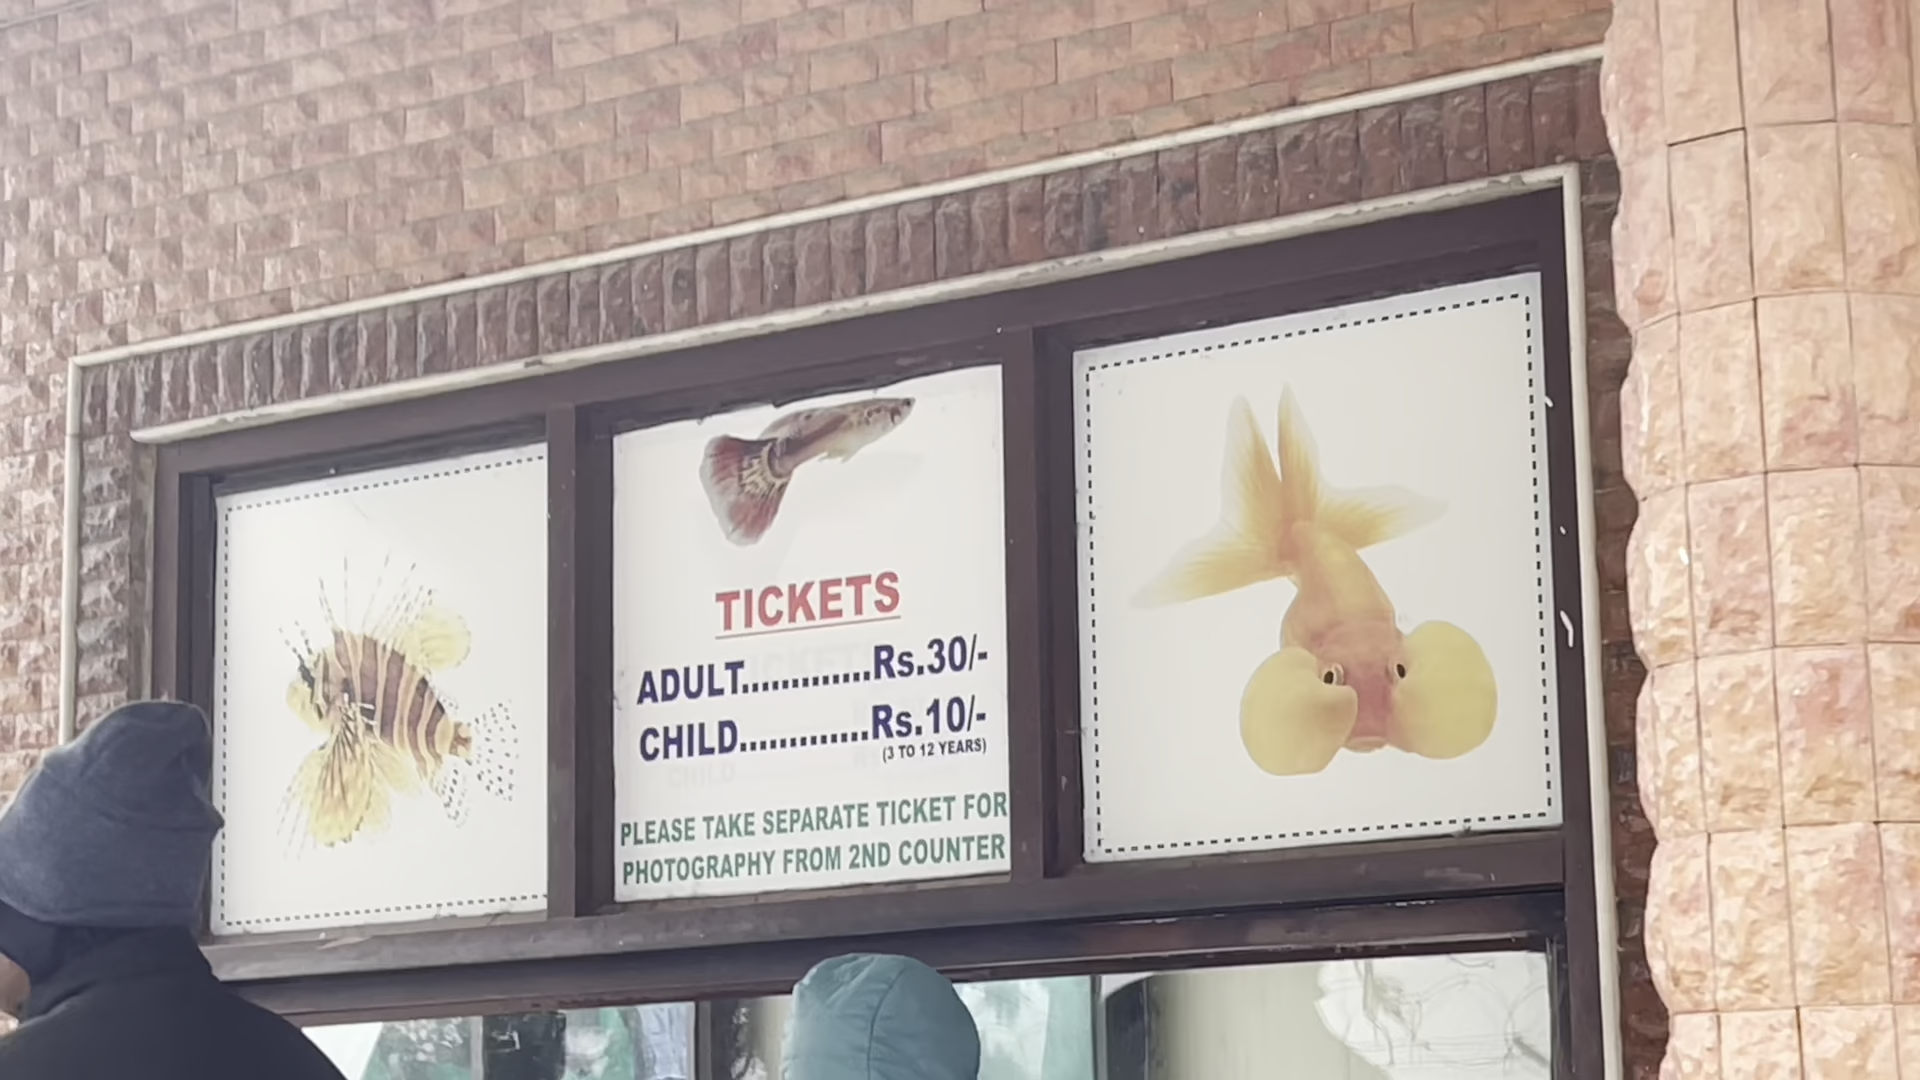 TICKETS
ADULT.............Rs.30/-
CHILD.............Rs.10/-
(3 TO 12 YEARS)
PLEASE TAKE SEPARATE TICKET FOR
PHOTOGRAPHY FROM 2ND COUNTER